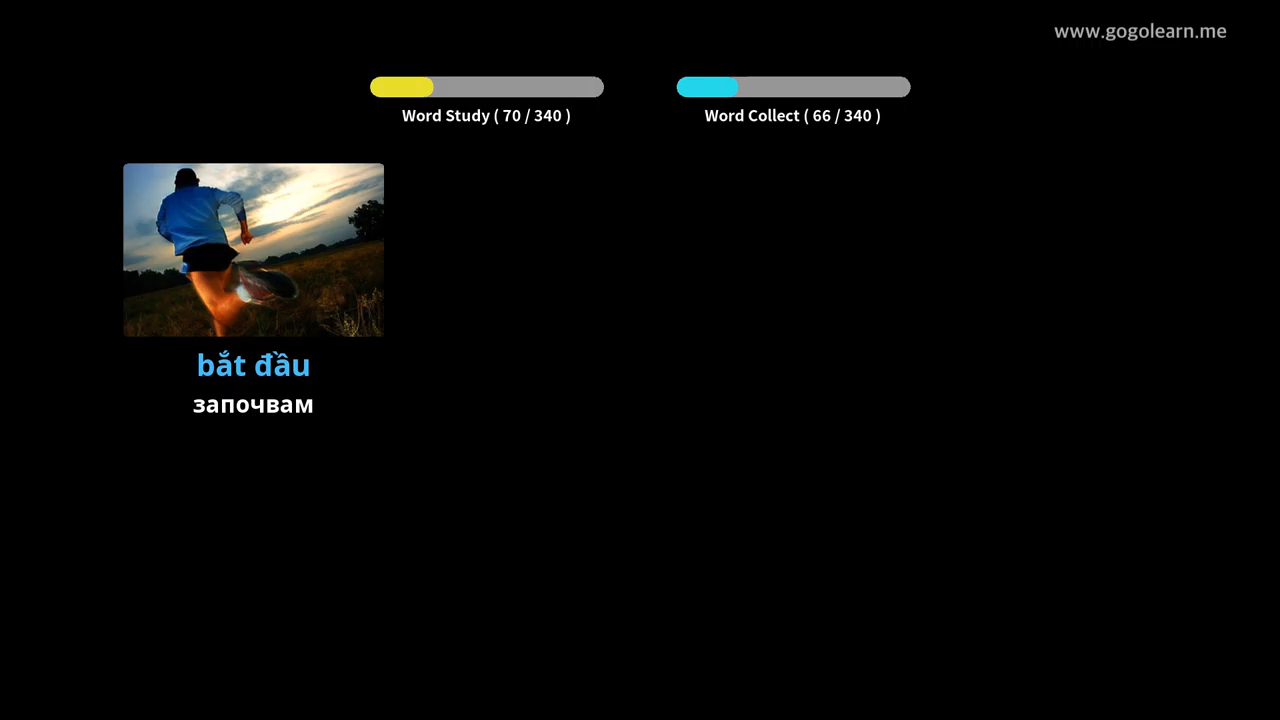 www.gogolearn.me
Word Study ( 70 / 340 )
Word Collect ( 66 / 340 )
bắt đầu
започвам